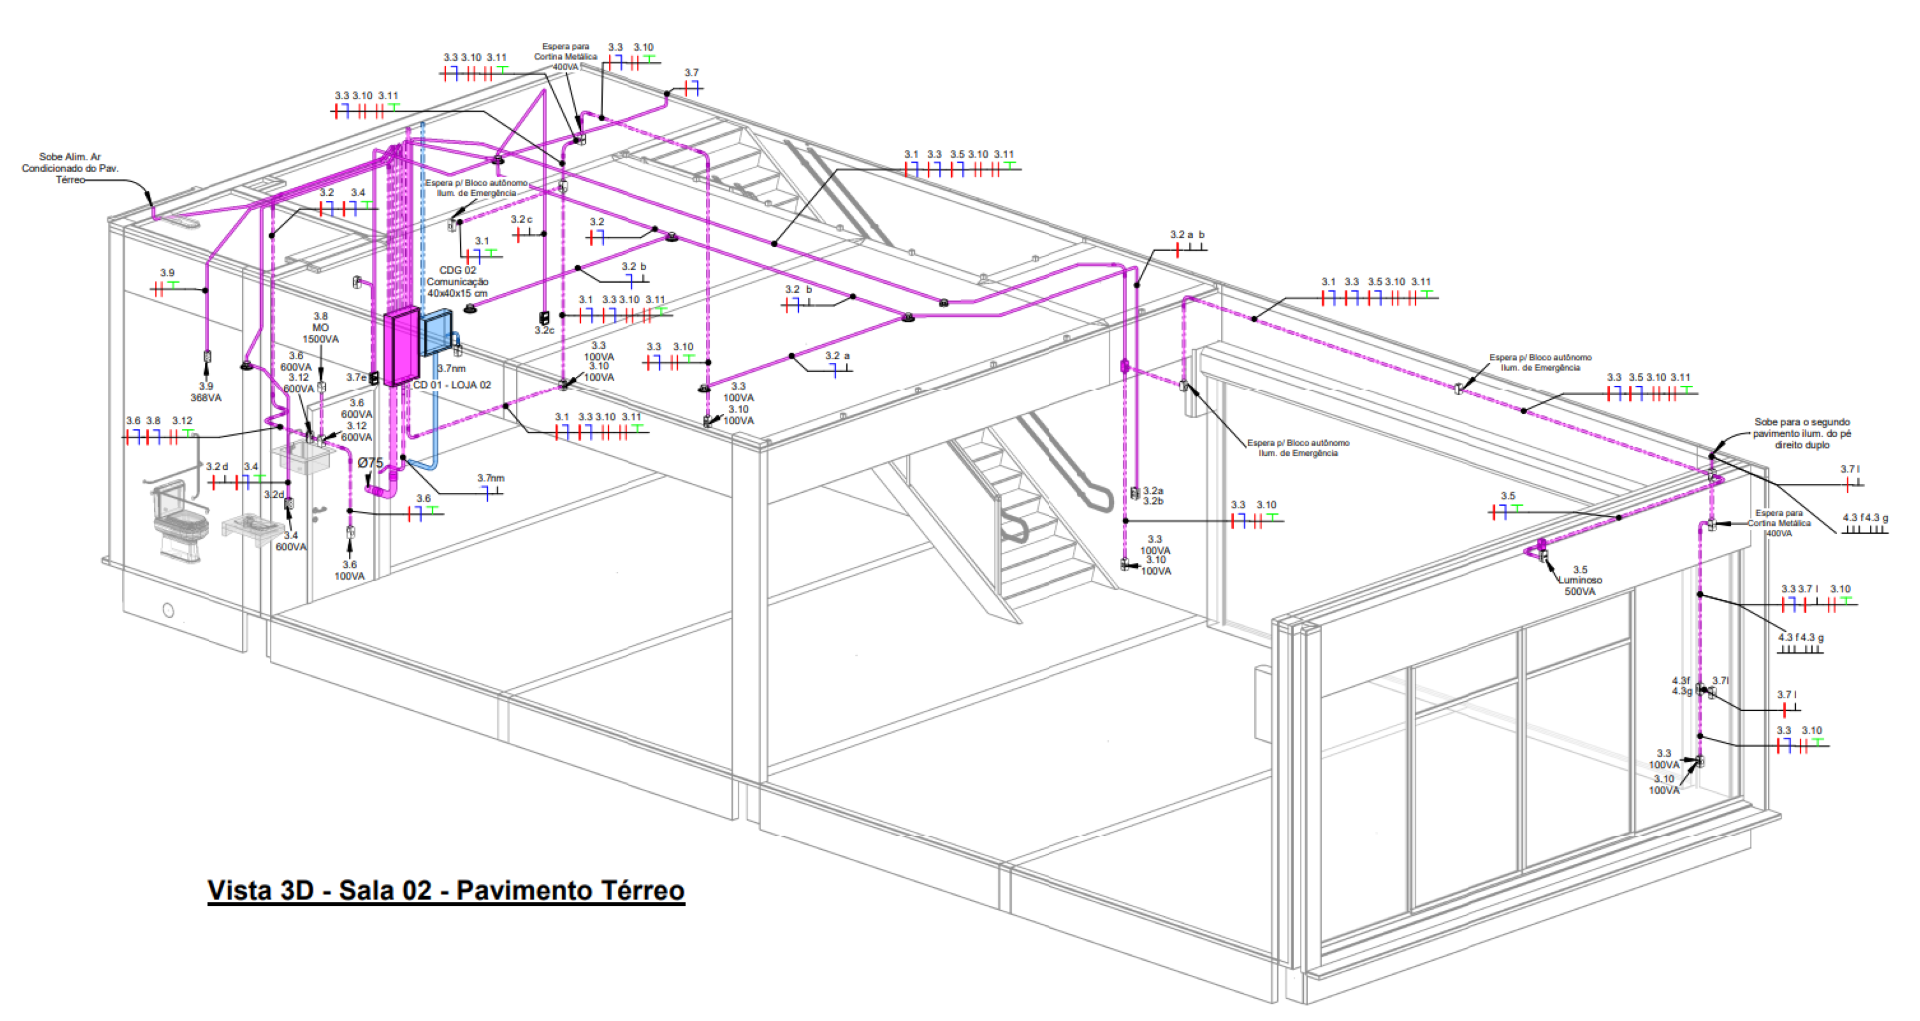 Espera para
Cortina Metálica
400VA
3.3 3.10
3.3 3.10 3.11
3.7
3.3 3.10 3.11
Sobe Alim. Ar
Condicionado do Pav.
Térreo
3.1 3.3 3.5 3.10 3.11
Espera p/ Bloco autônomo
Ilum. de Emergência
3.2 3.4
3.2 c
3.2
3.2 a b
3.1
CDG 02
Comunicação
40x40x15 cm
3.2 b
3.9
3.2 b
3.1 3.3 3.5 3.10 3.11
3.1 3.3 3.10 3.11
3.8
MO
1500VA
3.2c
3.3
100VA
3.10
100VA
3.3 3.10
3.2 a
Espera p/ Bloco autônomo
Ilum. de Emergência
3.6
600VA
3.12
600VA
3.7e
3.7nm
CD 01 - LOJA 02
3.9
368VA
3.3
100VA
3.10
100VA
3.3 3.5 3.10 3.11
3.6
600VA
3.12
600VA
3.6 3.8 3.12
3.1 3.3 3.10 3.11
Espera p/ Bloco autônomo
Ilum. de Emergência
Sobe para o segundo
pavimento ilum. do pé
direito duplo
Ø75
3.2 d 3.4
3.7nm
3.7 l
3.2d
3.2a
3.2b
3.6
3.3 3.10
3.5
Espera para
Cortina Metálica
400VA
4.3 f 4.3 g
3.4
600VA
3.3
100VA
3.10
100VA
3.6
100VA
3.5
Luminoso
500VA
3.3 3.7 l 3.10
4.3 f 4.3 g
4.3f
4.3g
3.7l
3.7 l
3.3 3.10
3.3
100VA
3.10
100VA
Vista 3D - Sala 02 - Pavimento Térreo